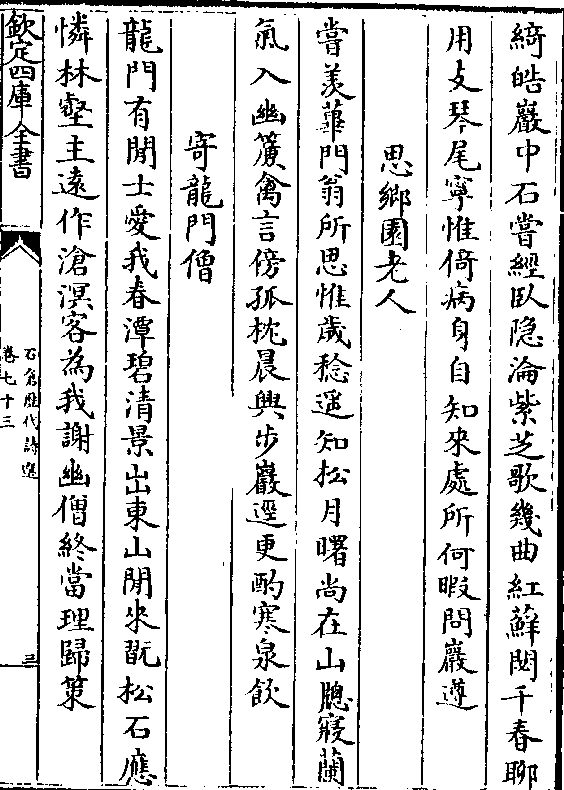 綺皓巖中石嘗經臥隐淪紫芝歌幾曲紅蘚閟千春聊
用支琴尾寧惟倚病身自知來處所何暇問巖遵
思鄉園老人
嘗羡蓽門翁所思惟歲稔遥知松月曙尚在山牕寢蘭
氣入幽簾禽言傍孤枕晨興步巖逕更酌寒泉飲
寄龍門僧
龍門有閒士愛我春潭碧清景出東山閒來翫松石應
憐林壑主遠作滄溟客為我謝幽僧終當理歸策
欽定四庫全書
石倉歷代詩選
卷七十三
三